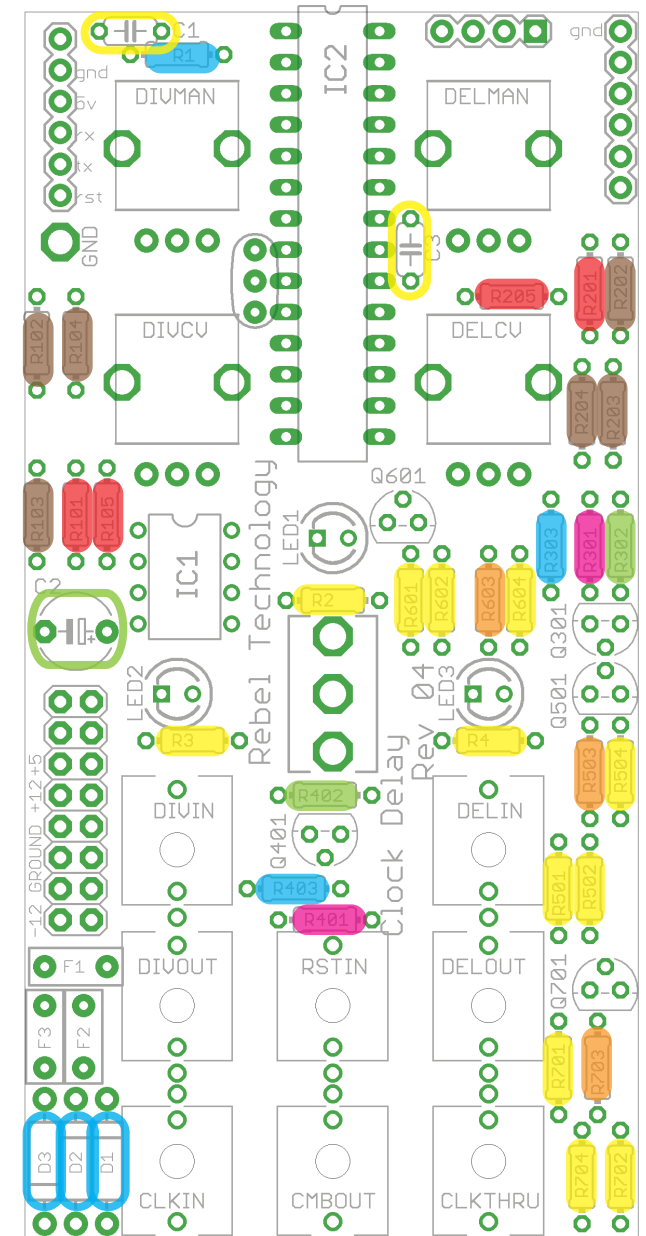 C1
R1
IC2
gnd
gnd
5v
rx
tx
rst
DIVMAN
DELMAN
GND
C3
R205
R201
R202
R102
R104
DIVCV
DELCV
R204
R203
R103
R101
R105
Q601
LED1
IC1
R303
R301
R302
C2
R2
R601
R602
R603
R604
Q301
Rebel Technology
LED2
LED3
Q501
Rev 04
R3
R4
R503
R504
-12 GROUND +12+5
DIVIN
R402
DELIN
Q401
Clock Delay
R403
R401
R501
R502
F1
DIVOUT
RSTIN
DELOUT
Q701
F3
F2
R701
R703
D3
D2
D1
CLKIN
CMBOUT
CLKTHRU
R704
R702